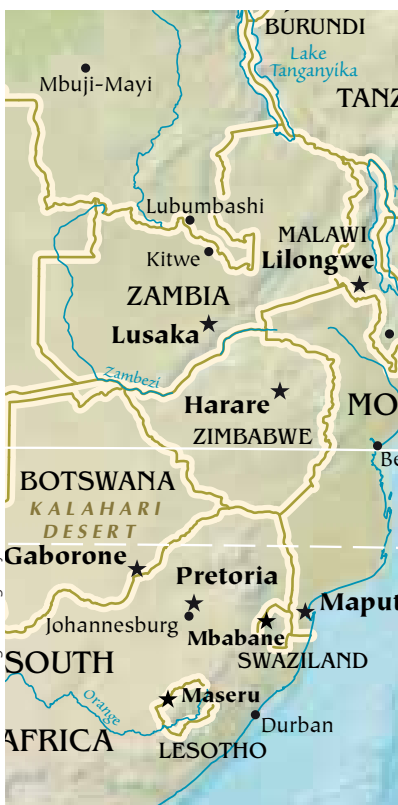 BURUNDI
Lake
Tanganyika
Mbuji-Mayi
TANZ
Lubumbashi
MALAWI
Kitwe
Lilongwe
ZAMBIA
Lusaka
Zambezi
Harare
MO
ZIMBABWE
Be
BOTSWANA
KALAHARI
DESERT
Gaborone
Pretoria
Maput
Johannesburg
Mbabane
SWAZILAND
SOUTH
Maseru
Orange
Durban
AFRICA
LESOTHO